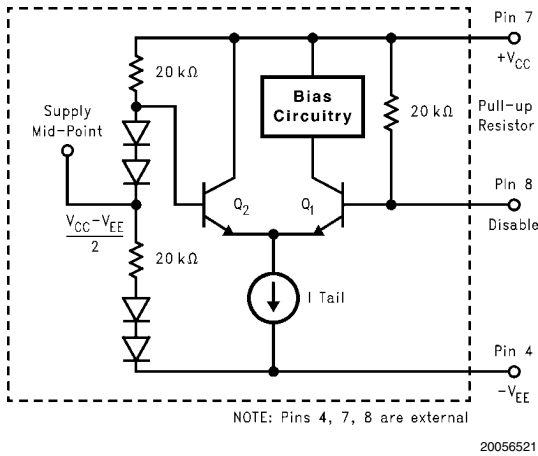 Pin 7
+VCC
20 kΩ
Bias
Circuitry
20 kΩ
Pull-up
Resistor
Supply
Mid-Point
Q2
Q1
Pin 8
Disable
VCC-VEE
2
20 kΩ
I Tail
Pin 4
-VEE
NOTE: Pins 4, 7, 8 are external
20056521